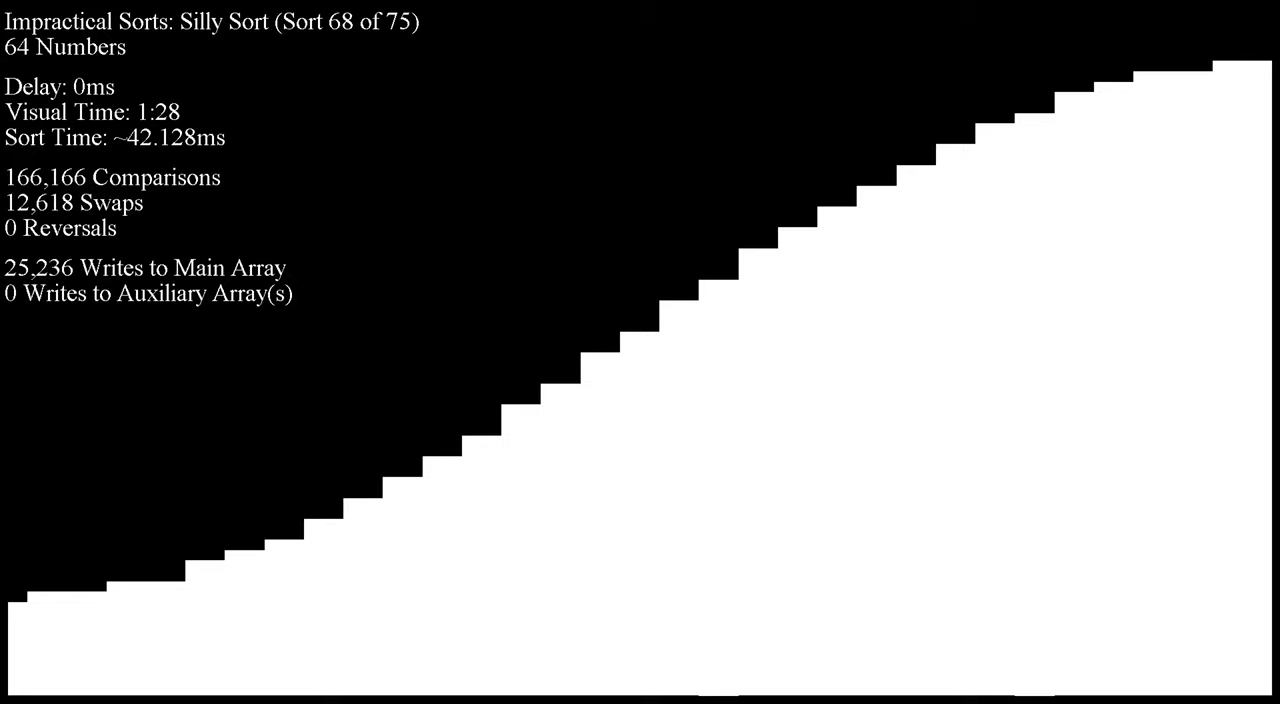 Impractical Sorts: Silly Sort (Sort 68 of 75)
64 Numbers
Delay: 0ms
Visual Time: 1:28
Sort Time: ~42.128ms
166,166 Comparisons
12,618 Swaps
0 Reversals
25,236 Writes to Main Array
0 Writes to Auxiliary Array(s)